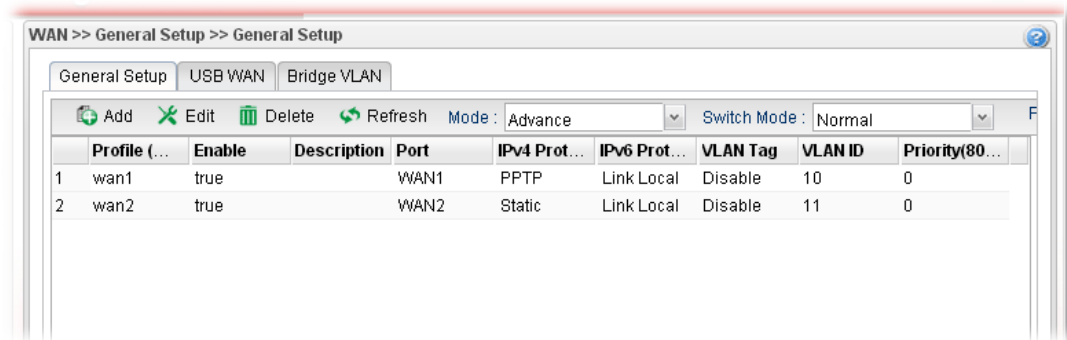 WAN >> General Setup >> General Setup
General Setup USB WAN Bridge VLAN
Add Edit Delete Refresh Mode : Advance Switch Mode : Normal
Profile (... Enable Description Port IPv4 Prot... IPv6 Prot... VLAN Tag VLAN ID Priority(80...
1 wan1 true WAN1 PPTP Link Local Disable 10 0
2 wan2 true WAN2 Static Link Local Disable 11 0